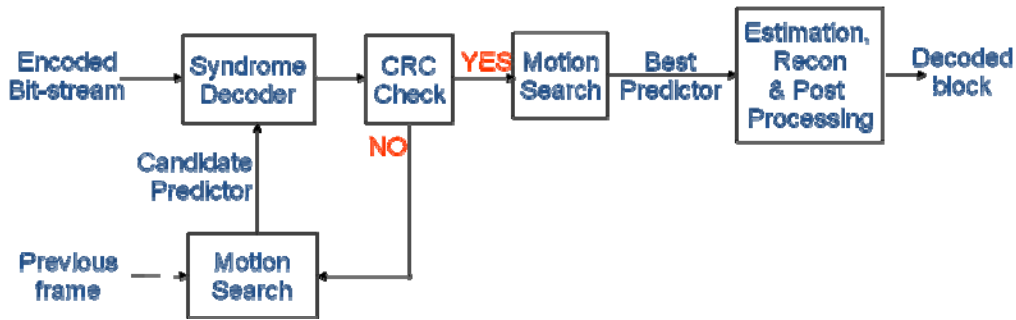 Encoded
Bit-stream
Syndrome
Decoder
CRC
Check
YES
Motion
Search
Best
Predictor
Estimation,
Recon
& Post
Processing
Decoded
block
NO
Candidate
Predictor
Previous
frame
Motion
Search